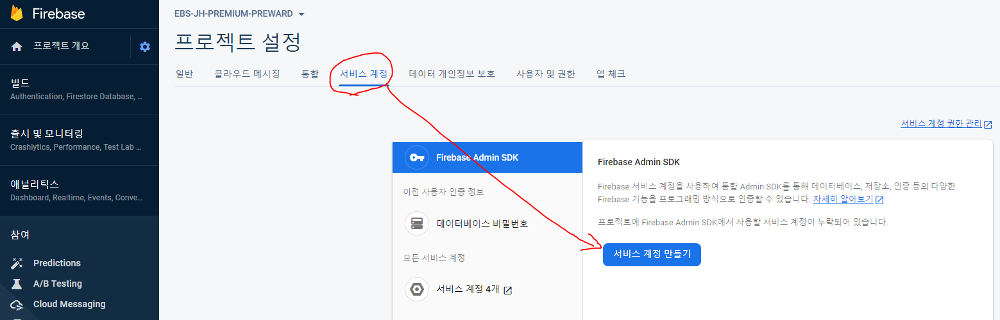 Firebase
프로젝트 개요
빌드
Authentication, Firestore Database, ...
출시 및 모니터링
Crashlytics, Performance, Test Lab ...
애널리틱스
Dashboard, Realtime, Events, Conve...
참여
Predictions
A/B Testing
Cloud Messaging
EBS-JH-PREMIUM-PREWARD
프로젝트 설정
일반 클라우드 메시징 통합 서비스 계정 데이터 개인정보 보호 사용자 및 권한 앱 체크
서비스 계정 권한 관리
Firebase Admin SDK
이전 사용자 인증 정보
데이터베이스 비밀번호
모든 서비스 계정
서비스 계정 4개
Firebase Admin SDK
Firebase 서비스 계정을 사용하여 통합 Admin SDK를 통해 데이터베이스, 저장소, 인증 등의 다양한
Firebase 기능을 프로그래밍 방식으로 인증할 수 있습니다. 자세히 알아보기
프로젝트에 Firebase Admin SDK에서 사용할 서비스 계정이 누락되어 있습니다.
서비스 계정 만들기